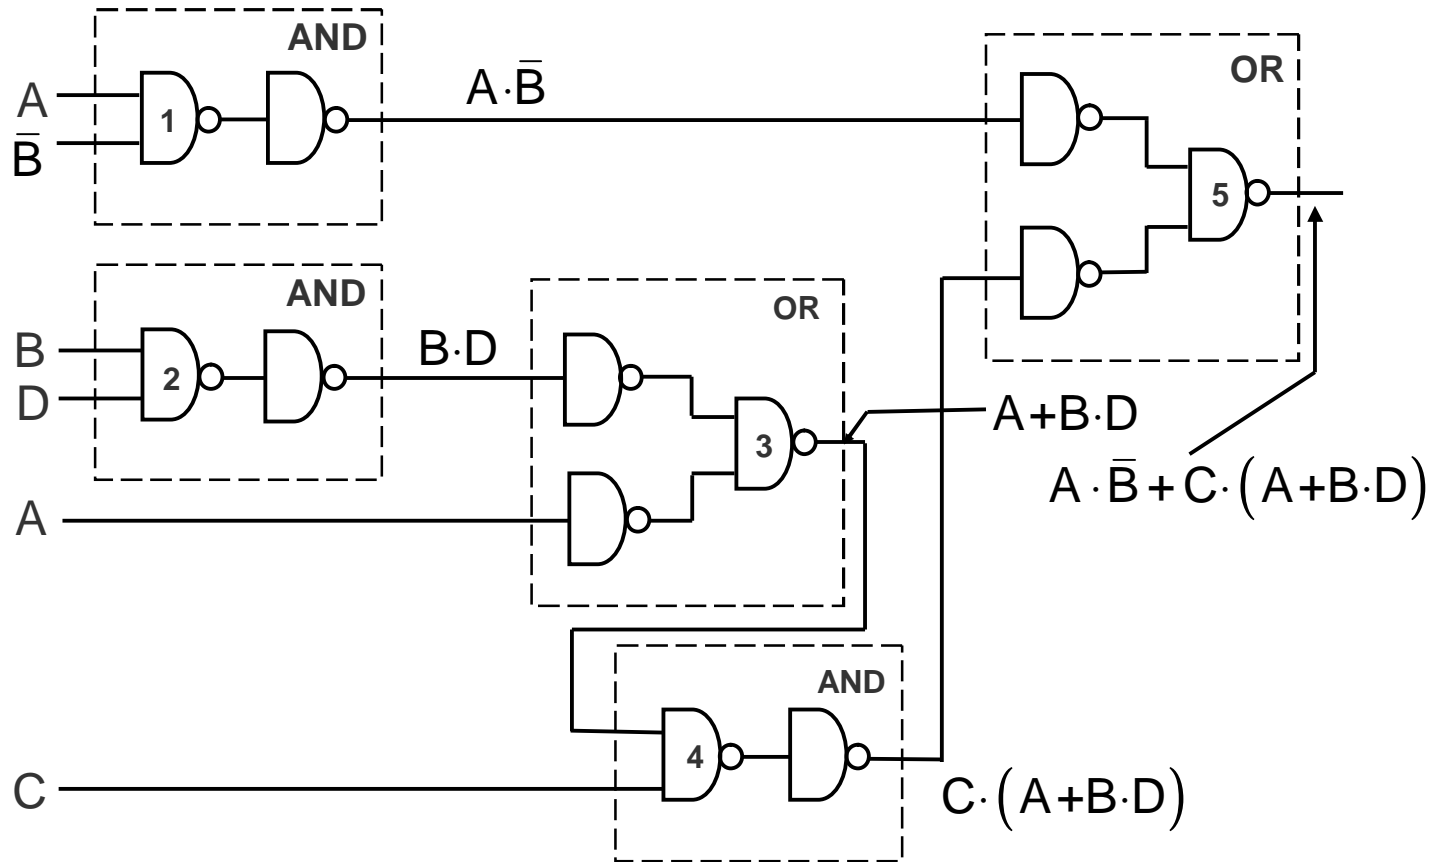 AND
A
B̅
1
A·B̅
OR
5
AND
B
D
2
B·D
OR
3
A
A+B·D
A·B̅+C·(A+B·D)
AND
4
C
C·(A+B·D)